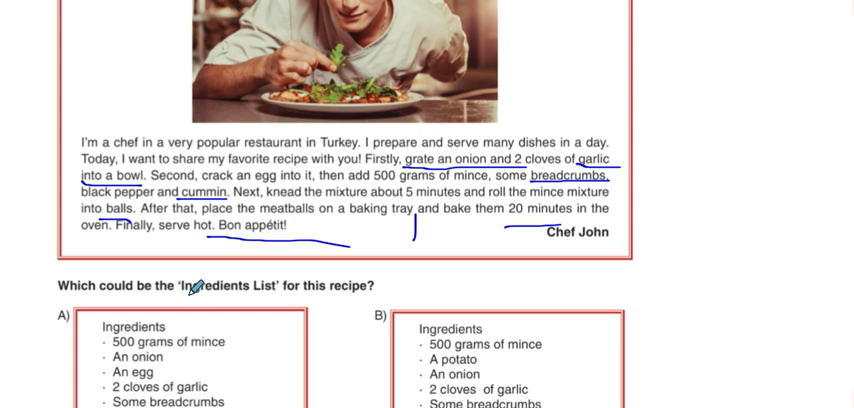 I'm a chef in a very popular restaurant in Turkey. I prepare and serve many dishes in a day.
Today, I want to share my favorite recipe with you! Firstly, grate an onion and 2 cloves of garlic
into a bowl. Second, crack an egg into it, then add 500 grams of mince, some breadcrumbs,
black pepper and cummin. Next, knead the mixture about 5 minutes and roll the mince mixture
into balls. After that, place the meatballs on a baking tray and bake them 20 minutes in the
oven. Finally, serve hot. Bon appétit!
Chef John
Which could be the 'Ingredients List' for this recipe?
A)
Ingredients
· 500 grams of mince
· An onion
· An egg
· 2 cloves of garlic
· Some breadcrumbs
B)
Ingredients
· 500 grams of mince
· A potato
· An onion
· 2 cloves of garlic
· Some breadcrumbs